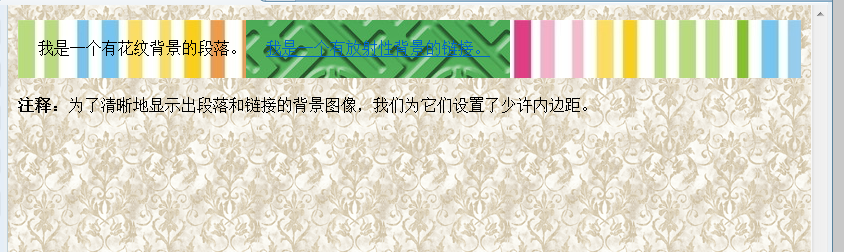 我是一个有花纹背景的段落。 我是一个有放射性背景的链接。
注释：为了清晰地显示出段落和链接的背景图像，我们为它们设置了少许内边距。